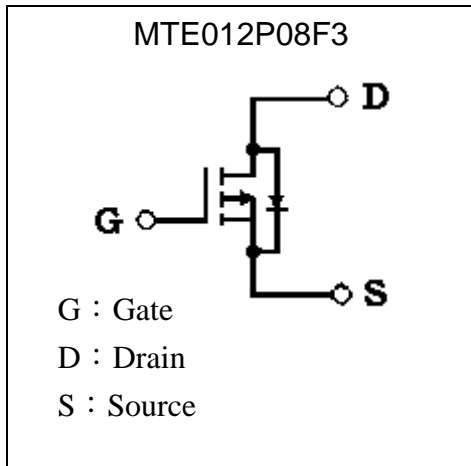 MTE012P08F3
D
G
S
G：Gate
D：Drain
S：Source